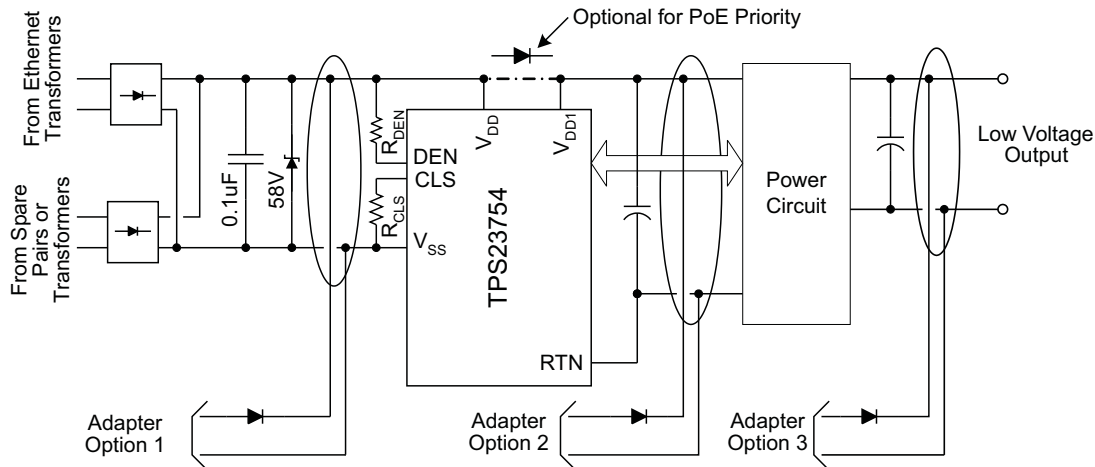 Optional for PoE Priority
From Ethernet
Transformers
From Spare
Pairs or
Transformers
0.1uF
58V
RDEN
RCLS
DEN
CLS
VSS
VDD
VDD1
TPS23754
RTN
Power
Circuit
Low Voltage
Output
Adapter
Option 1
Adapter
Option 2
Adapter
Option 3